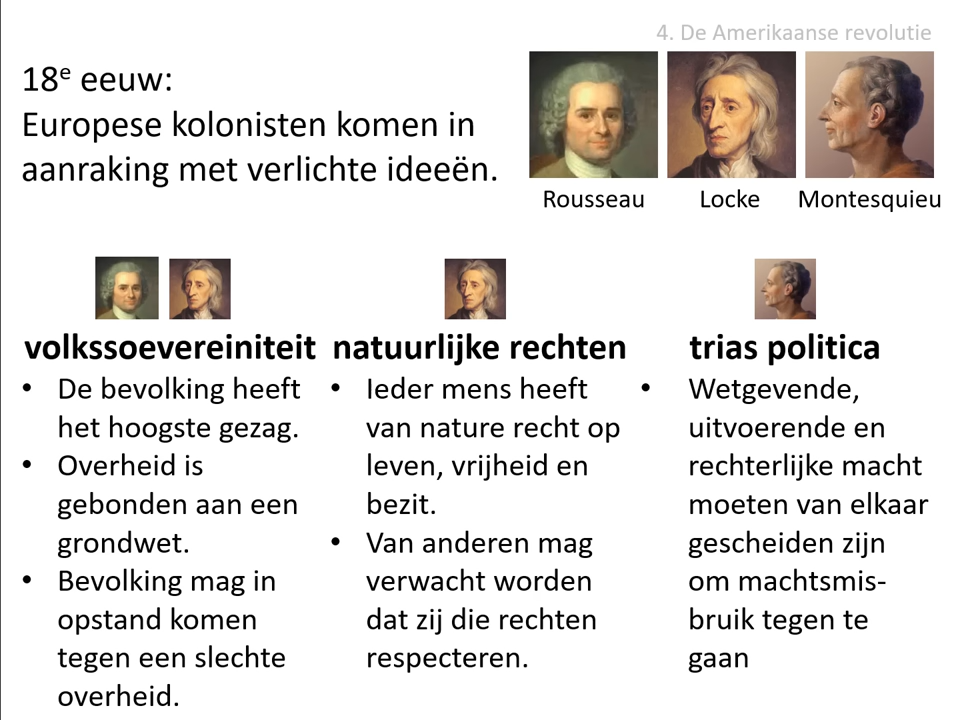 4. De Amerikaanse revolutie
18e eeuw:
Europese kolonisten komen in
aanraking met verlichte ideeën.
Rousseau
Locke
Montesquieu
volkssoevereiniteit
• De bevolking heeft
het hoogste gezag.
• Overheid is
gebonden aan een
grondwet.
• Bevolking mag in
opstand komen
tegen een slechte
overheid.
natuurlijke rechten
• Ieder mens heeft
van nature recht op
leven, vrijheid en
bezit.
• Van anderen mag
verwacht worden
dat zij die rechten
respecteren.
trias politica
• Wetgevende,
uitvoerende en
rechterlijke macht
moeten van elkaar
gescheiden zijn
om machtsmis-
bruik tegen te
gaan